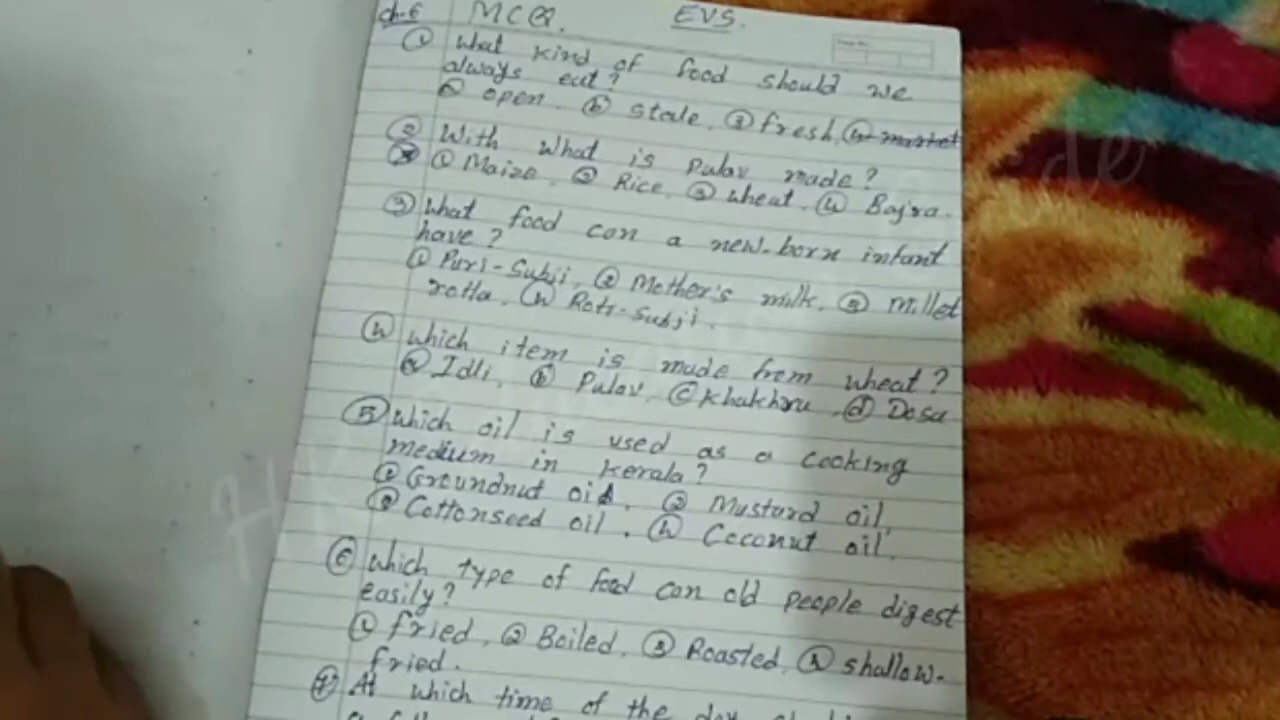 ch-6 MCQ. EVS.
① What kind of food should we
always eat?
ⓐ open. ⓑ stale. ③ fresh. ④ market
② With what is Pulav made?
① Maize. ② Rice. ③ wheat. ④ Bajra.
③ What food can a new-born infant
have?
① Puri-Subji. ② Mother's milk. ③ Millet
rotla. ④ Roti-Subji.
④ Which item is made from wheat?
ⓐ Idli. ⓑ Pulav. ⓒ Khakhra. ⓓ Dosa
⑤ Which oil is used as a cooking
medium in Kerala?
① Groundnut oil. ② Mustard oil.
③ Cottonseed oil. ④ Coconut oil.
⑥ Which type of food can old people digest
easily?
① fried. ② Boiled. ③ Roasted. ④ shallow-
fried.
⑦ At which time of the day